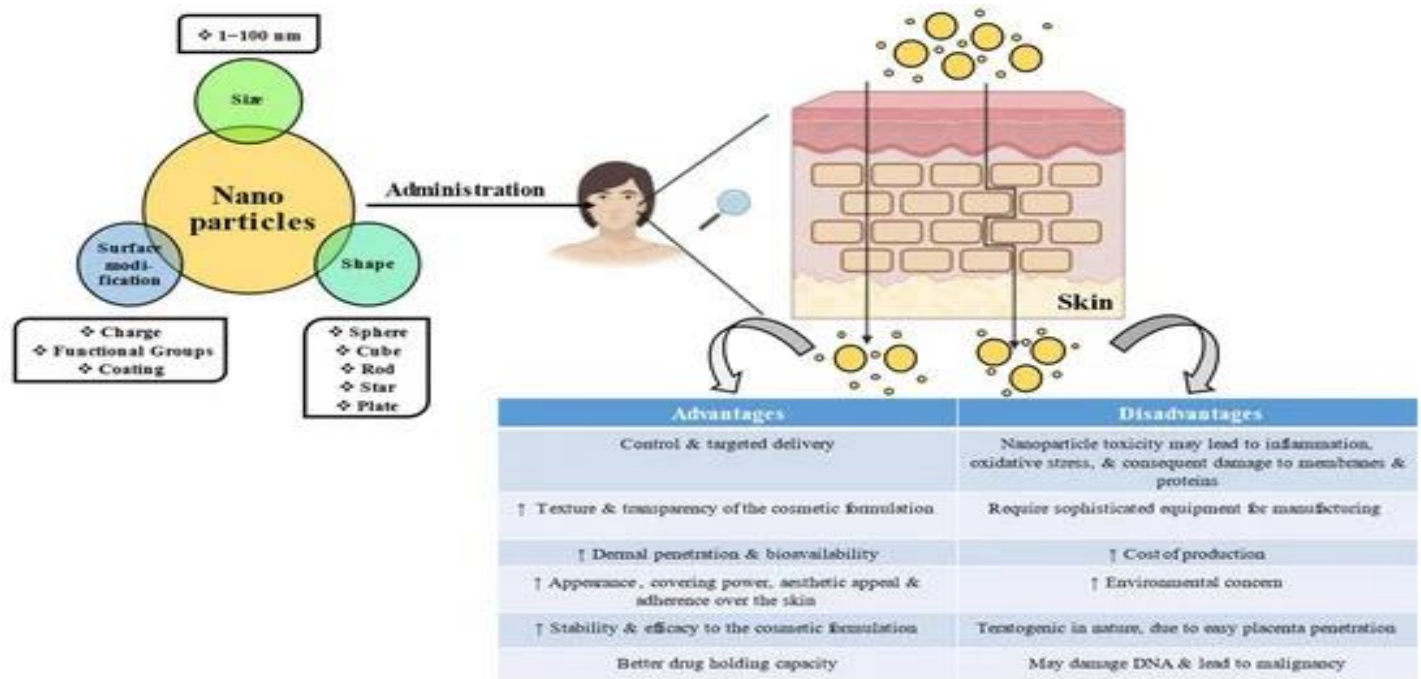 ❖ 1–100 nm
Size
Nano
particles
Surface
modi-
fication
Shape
❖ Charge
❖ Functional Groups
❖ Coating
❖ Sphere
❖ Cube
❖ Rod
❖ Star
❖ Plate
Administration
Skin
Advantages
Disadvantages
Control & targeted delivery
Nanoparticle toxicity may lead to inflammation,
oxidative stress, & consequent damage to membranes &
proteins
↑ Texture & transparency of the cosmetic formulation
Require sophisticated equipment for manufacturing
↑ Dermal penetration & bioavailability
↑ Cost of production
↑ Appearance, covering power, aesthetic appeal &
adherence over the skin
↑ Environmental concern
↑ Stability & efficacy to the cosmetic formulation
Teratogenic in nature, due to easy placenta penetration
Better drug holding capacity
May damage DNA & lead to malignancy